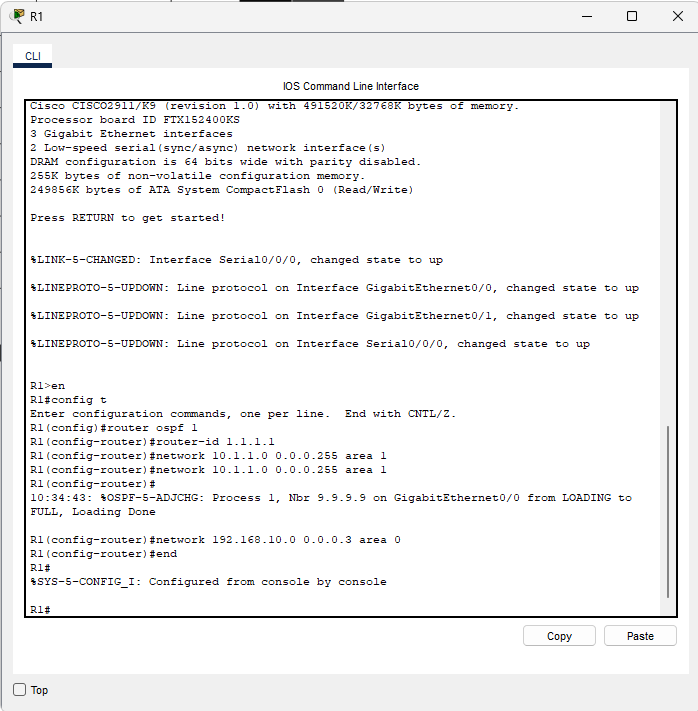 R1
CLI
IOS Command Line Interface
Cisco CISCO2911/K9 (revision 1.0) with 491520K/32768K bytes of memory.
Processor board ID FTX152400KS
3 Gigabit Ethernet interfaces
2 Low-speed serial(sync/async) network interface(s)
DRAM configuration is 64 bits wide with parity disabled.
255K bytes of non-volatile configuration memory.
249856K bytes of ATA System CompactFlash 0 (Read/Write)
Press RETURN to get started!
%LINK-5-CHANGED: Interface Serial0/0/0, changed state to up
%LINEPROTO-5-UPDOWN: Line protocol on Interface GigabitEthernet0/0, changed state to up
%LINEPROTO-5-UPDOWN: Line protocol on Interface GigabitEthernet0/1, changed state to up
%LINEPROTO-5-UPDOWN: Line protocol on Interface Serial0/0/0, changed state to up
R1>en
R1#config t
Enter configuration commands, one per line.  End with CNTL/Z.
R1(config)#router ospf 1
R1(config-router)#router-id 1.1.1.1
R1(config-router)#network 10.1.1.0 0.0.0.255 area 1
R1(config-router)#network 10.1.1.0 0.0.0.255 area 1
R1(config-router)#
10:34:43: %OSPF-5-ADJCHG: Process 1, Nbr 9.9.9.9 on GigabitEthernet0/0 from LOADING to
FULL, Loading Done
R1(config-router)#network 192.168.10.0 0.0.0.3 area 0
R1(config-router)#end
R1#
%SYS-5-CONFIG_I: Configured from console by console
R1#
Copy
Paste
Top